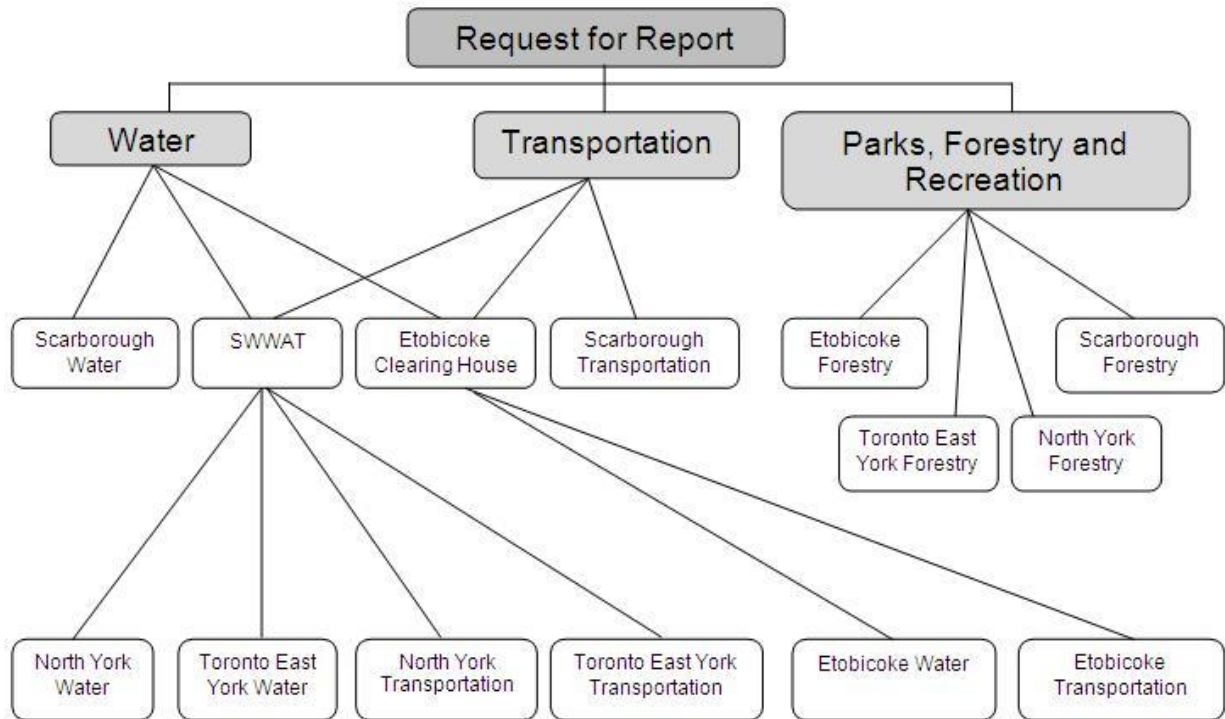 Request for Report
Water
Transportation
Parks, Forestry and
Recreation
Scarborough
Water
SWWAT
Etobicoke
Clearing House
Scarborough
Transportation
Etobicoke
Forestry
Scarborough
Forestry
Toronto East
York Forestry
North York
Forestry
North York
Water
Toronto East
York Water
North York
Transportation
Toronto East York
Transportation
Etobicoke Water
Etobicoke
Transportation